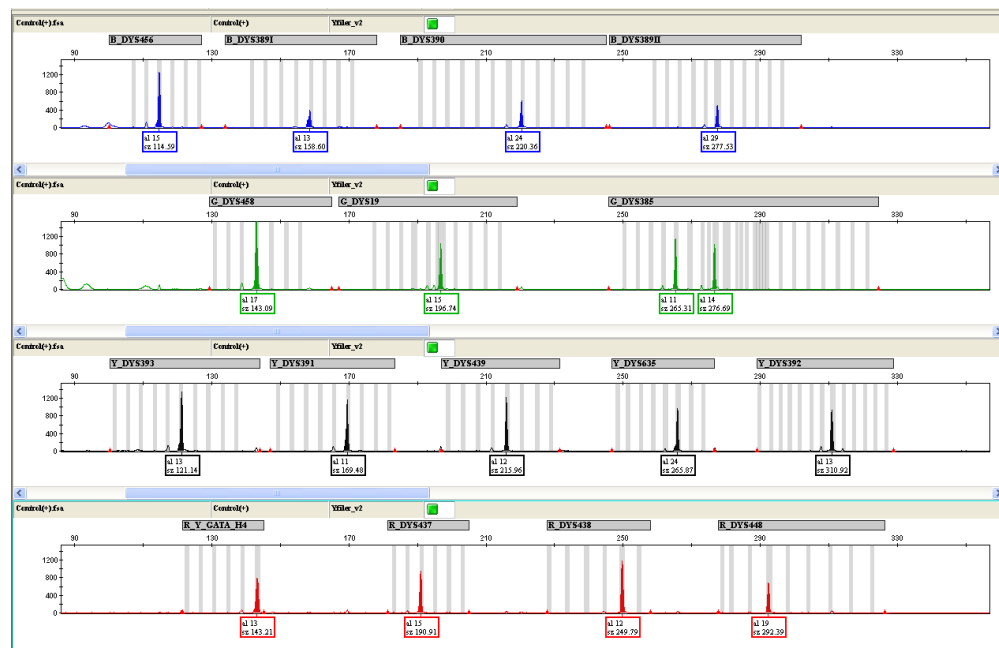 Control(+).fsa Control(+) Yfiler_v2
B_DYS456 B_DYS389I B_DYS390 B_DYS389II
90 130 170 210 250 290 330
1200
800
400
0
al 15
sz 114.59
al 13
sz 158.60
al 24
sz 220.36
al 29
sz 277.53
Control(+).fsa Control(+) Yfiler_v2
G_DYS458 G_DYS19 G_DYS385
90 130 170 210 250 290 330
1200
800
400
0
al 17
sz 143.09
al 15
sz 196.74
al 11
sz 265.31
al 14
sz 276.69
Control(+).fsa Control(+) Yfiler_v2
Y_DYS393 Y_DYS391 Y_DYS439 Y_DYS635 Y_DYS392
90 130 170 210 250 290 330
1200
800
400
0
al 13
sz 121.14
al 11
sz 169.48
al 12
sz 215.96
al 24
sz 265.87
al 13
sz 310.92
Control(+).fsa Control(+) Yfiler_v2
R_Y_GATA_H4 R_DYS437 R_DYS438 R_DYS448
90 130 170 210 250 290 330
1200
800
400
0
al 13
sz 143.21
al 15
sz 190.91
al 12
sz 249.79
al 19
sz 292.39